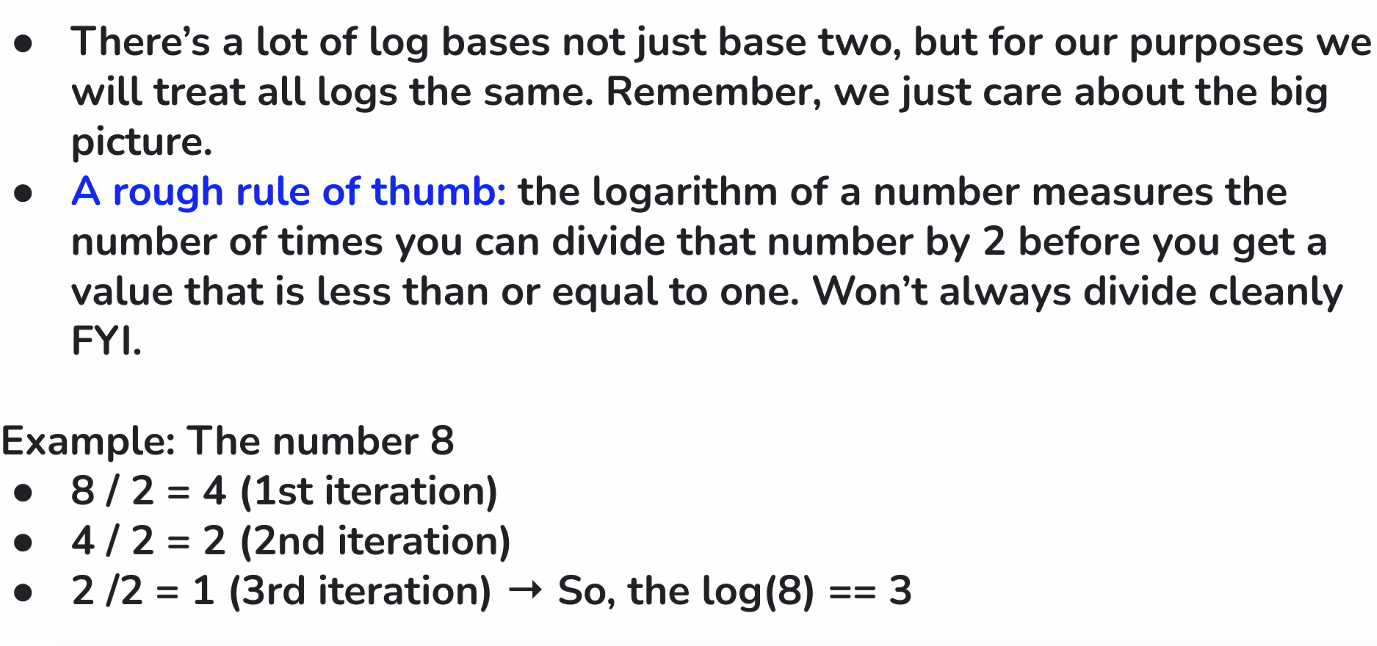 ● There’s a lot of log bases not just base two, but for our purposes we
will treat all logs the same. Remember, we just care about the big
picture.
● A rough rule of thumb: the logarithm of a number measures the
number of times you can divide that number by 2 before you get a
value that is less than or equal to one. Won’t always divide cleanly
FYI.
Example: The number 8
● 8 / 2 = 4 (1st iteration)
● 4 / 2 = 2 (2nd iteration)
● 2 /2 = 1 (3rd iteration) → So, the log(8) == 3